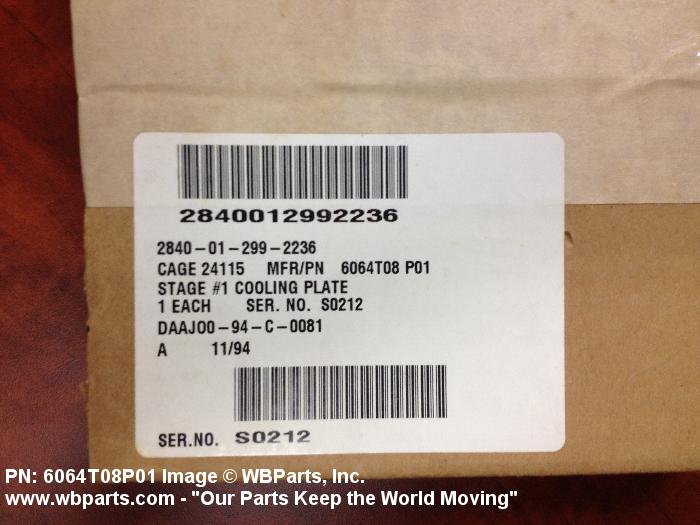 2840012992236
2840-01-299-2236
CAGE 24115 MFR/PN 6064T08 P01
STAGE #1 COOLING PLATE
1 EACH SER. NO. S0212
DAAJ00-94-C-0081
A 11/94
SER.NO. S0212
PN: 6064T08P01 Image © WBParts, Inc.
www.wbparts.com - "Our Parts Keep the World Moving"